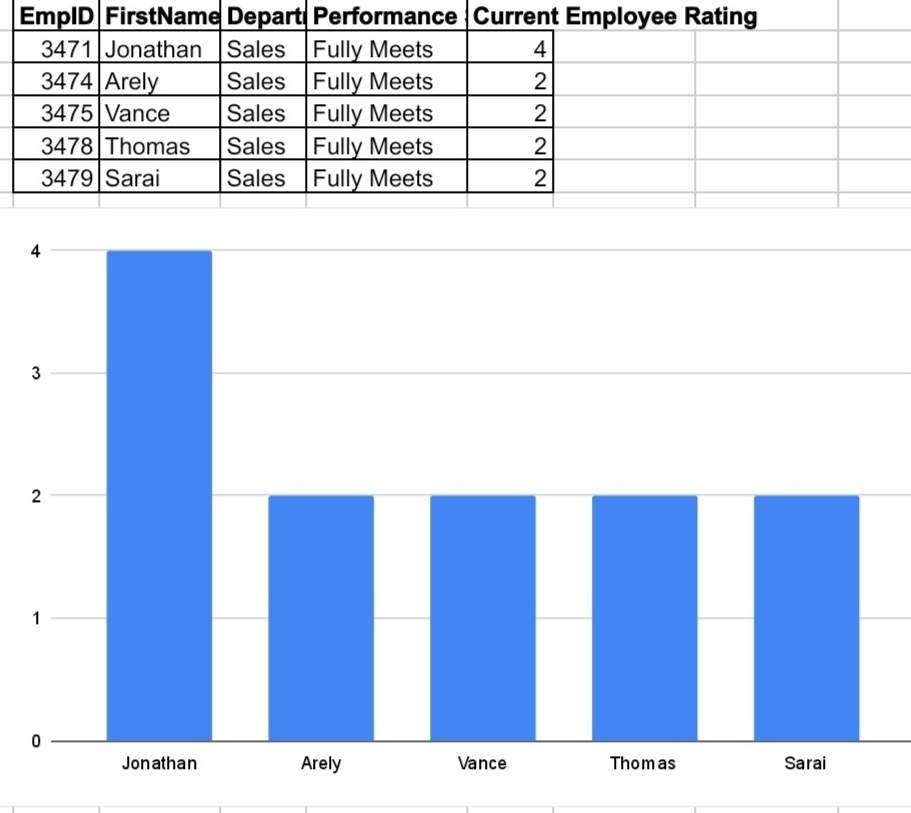 EmpID FirstName Depart Performance Current Employee Rating
3471 Jonathan Sales Fully Meets 4
3474 Arely Sales Fully Meets 2
3475 Vance Sales Fully Meets 2
3478 Thomas Sales Fully Meets 2
3479 Sarai Sales Fully Meets 2
4
3
2
1
0
Jonathan Arely Vance Thomas Sarai